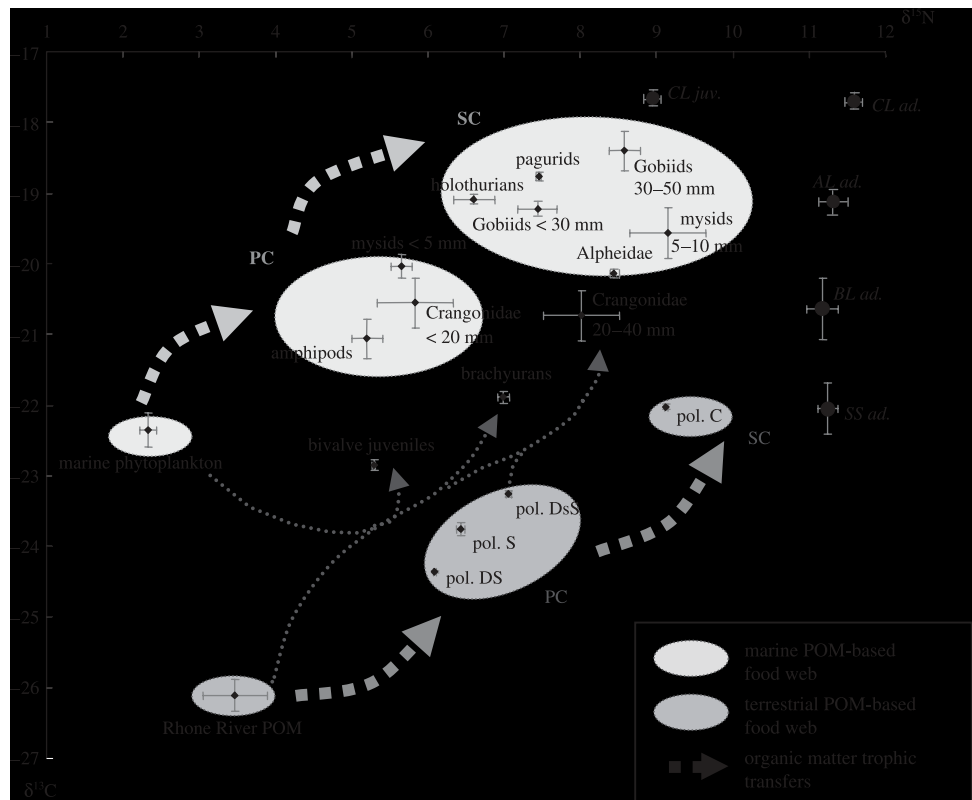 δ¹⁵N
1 2 3 4 5 6 7 8 9 10 11 12
−17
CL juv.
CL ad.
SC
−18
pagurids
Gobiids
30–50 mm
AL ad.
holothurians
−19
Gobiids < 30 mm
mysids
5–10 mm
mysids < 5 mm
Alpheidae
PC
−20
BL ad.
Crangonidae
20–40 mm
Crangonidae
< 20 mm
−21
amphipods
brachyurans
−22
pol. C
SS ad.
SC
bivalve juveniles
marine phytoplankton
−23
pol. DsS
−24
pol. S
pol. DS
PC
−25
marine POM-based
food web
−26
terrestrial POM-based
food web
Rhone River POM
organic matter trophic
transfers
−27
δ¹³C